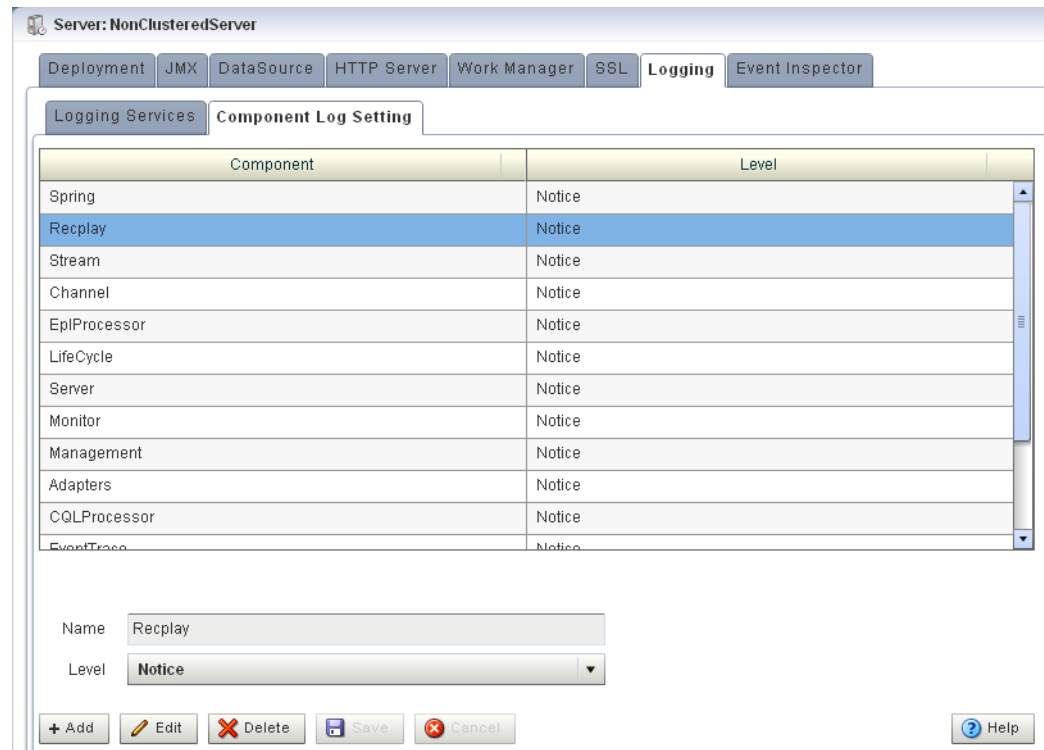 Server: NonClusteredServer
Deployment JMX DataSource HTTP Server Work Manager SSL Logging Event Inspector
Logging Services Component Log Setting
Component Level
Spring Notice
Recplay Notice
Stream Notice
Channel Notice
EplProcessor Notice
LifeCycle Notice
Server Notice
Monitor Notice
Management Notice
Adapters Notice
CQLProcessor Notice
EventTrace Notice
Name Recplay
Level Notice
+ Add Edit Delete Save Cancel ? Help